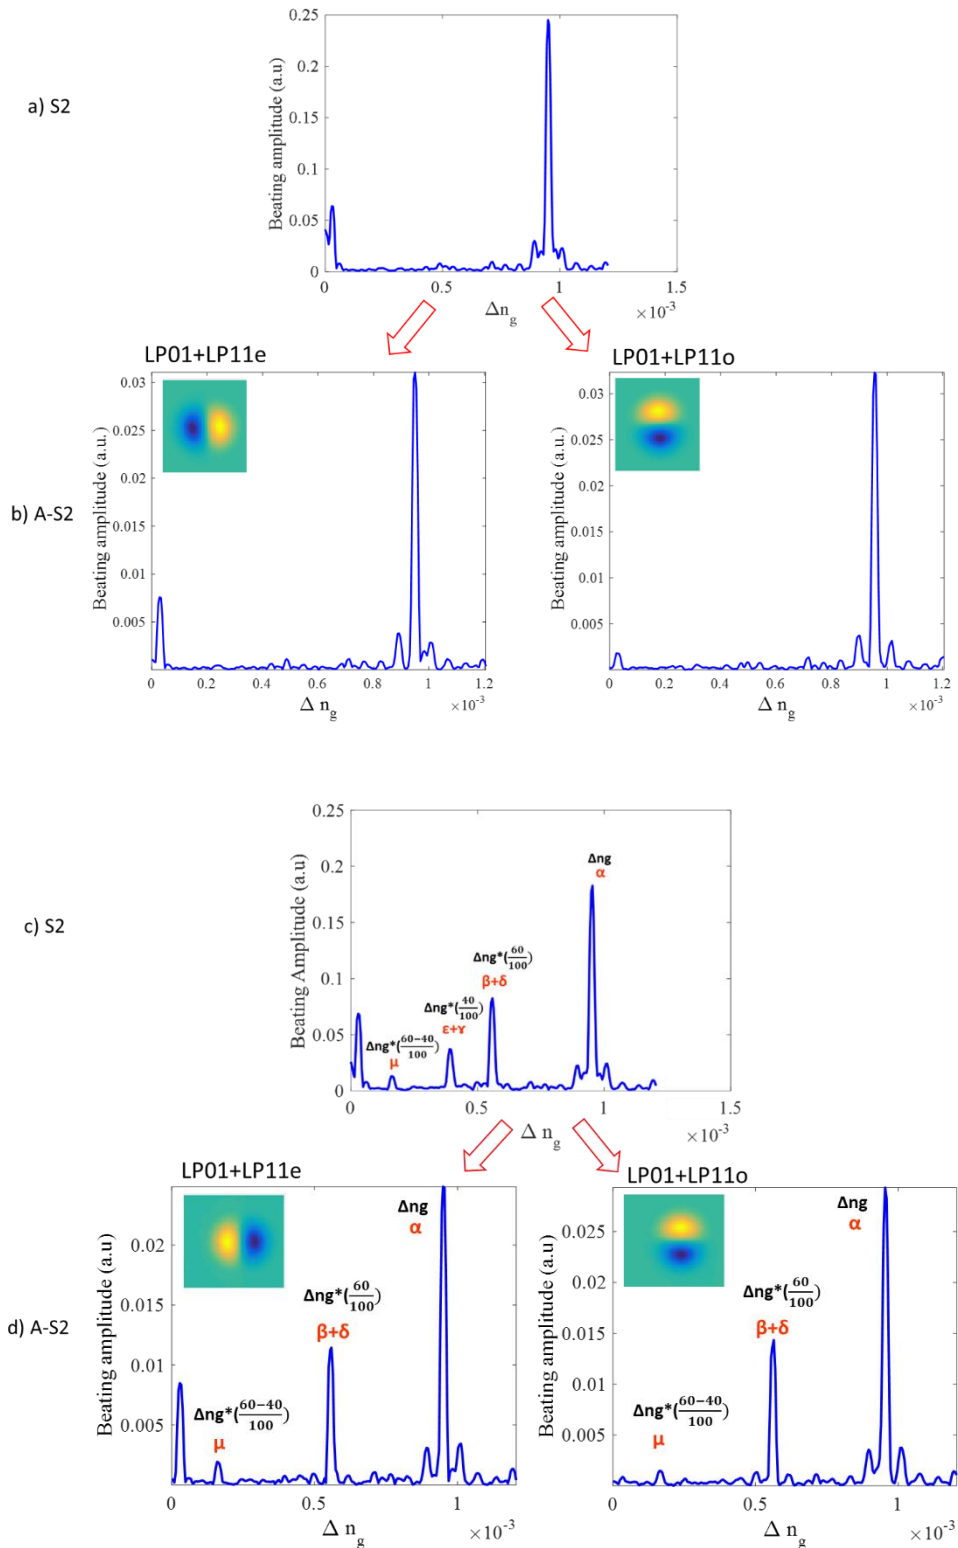 a) S2
Beating amplitude (a.u)
0.25
0.2
0.15
0.1
0.05
0
0 0.5 1 1.5
Δn_g
×10⁻³
LP01+LP11e
LP01+LP11o
b) A-S2
Beating amplitude (a.u.)
0.03
0.025
0.02
0.015
0.01
0.005
0 0.2 0.4 0.6 0.8 1 1.2
×10⁻³
Δ n_g
Beating amplitude (a.u.)
0.03
0.025
0.02
0.015
0.01
0.005
0 0.2 0.4 0.6 0.8 1 1.2
×10⁻³
Δ n_g
c) S2
Beating Amplitude (a.u)
0.25
0.2
0.15
0.1
0.05
0
Δng
α
Δng*(60/100)
β+δ
Δng*(40/100)
ε+γ
Δng*(60−40/100)
μ
0 0.5 1 1.5
Δ n_g
×10⁻³
LP01+LP11e
LP01+LP11o
d) A-S2
Beating amplitude (a.u)
0.02
0.015
0.01
0.005
Δng
α
Δng*(60/100)
β+δ
Δng*(60−40/100)
μ
0 0.5 1
Δ n_g
×10⁻³
Beating amplitude (a.u)
0.03
0.025
0.02
0.015
0.01
0.005
Δng
α
Δng*(60/100)
β+δ
Δng*(60−40/100)
μ
0 0.5 1
Δ n_g
×10⁻³